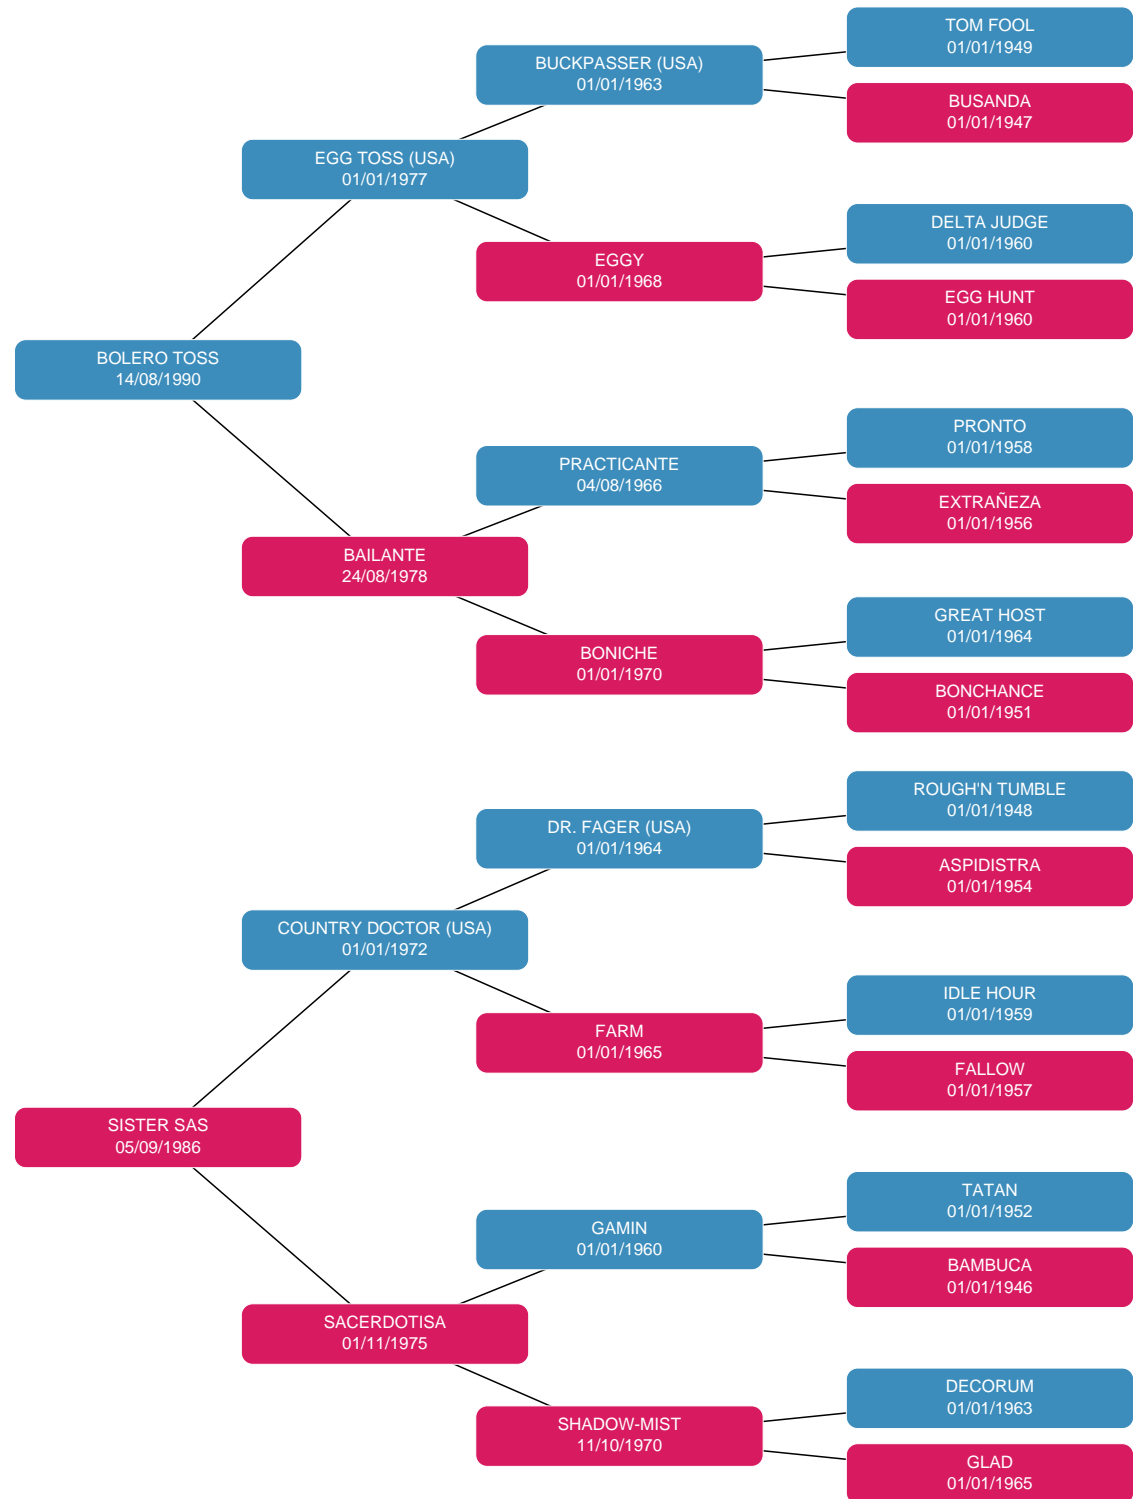 TOM FOOL
01/01/1949
BUCKPASSER (USA)
01/01/1963
BUSANDA
01/01/1947
EGG TOSS (USA)
01/01/1977
DELTA JUDGE
01/01/1960
EGGY
01/01/1968
EGG HUNT
01/01/1960
BOLERO TOSS
14/08/1990
PRONTO
01/01/1958
PRACTICANTE
04/08/1966
EXTRAÑEZA
01/01/1956
BAILANTE
24/08/1978
GREAT HOST
01/01/1964
BONICHE
01/01/1970
BONCHANCE
01/01/1951
ROUGH'N TUMBLE
01/01/1948
DR. FAGER (USA)
01/01/1964
ASPIDISTRA
01/01/1954
COUNTRY DOCTOR (USA)
01/01/1972
IDLE HOUR
01/01/1959
FARM
01/01/1965
FALLOW
01/01/1957
SISTER SAS
05/09/1986
TATAN
01/01/1952
GAMIN
01/01/1960
BAMBUCA
01/01/1946
SACERDOTISA
01/11/1975
DECORUM
01/01/1963
SHADOW-MIST
11/10/1970
GLAD
01/01/1965